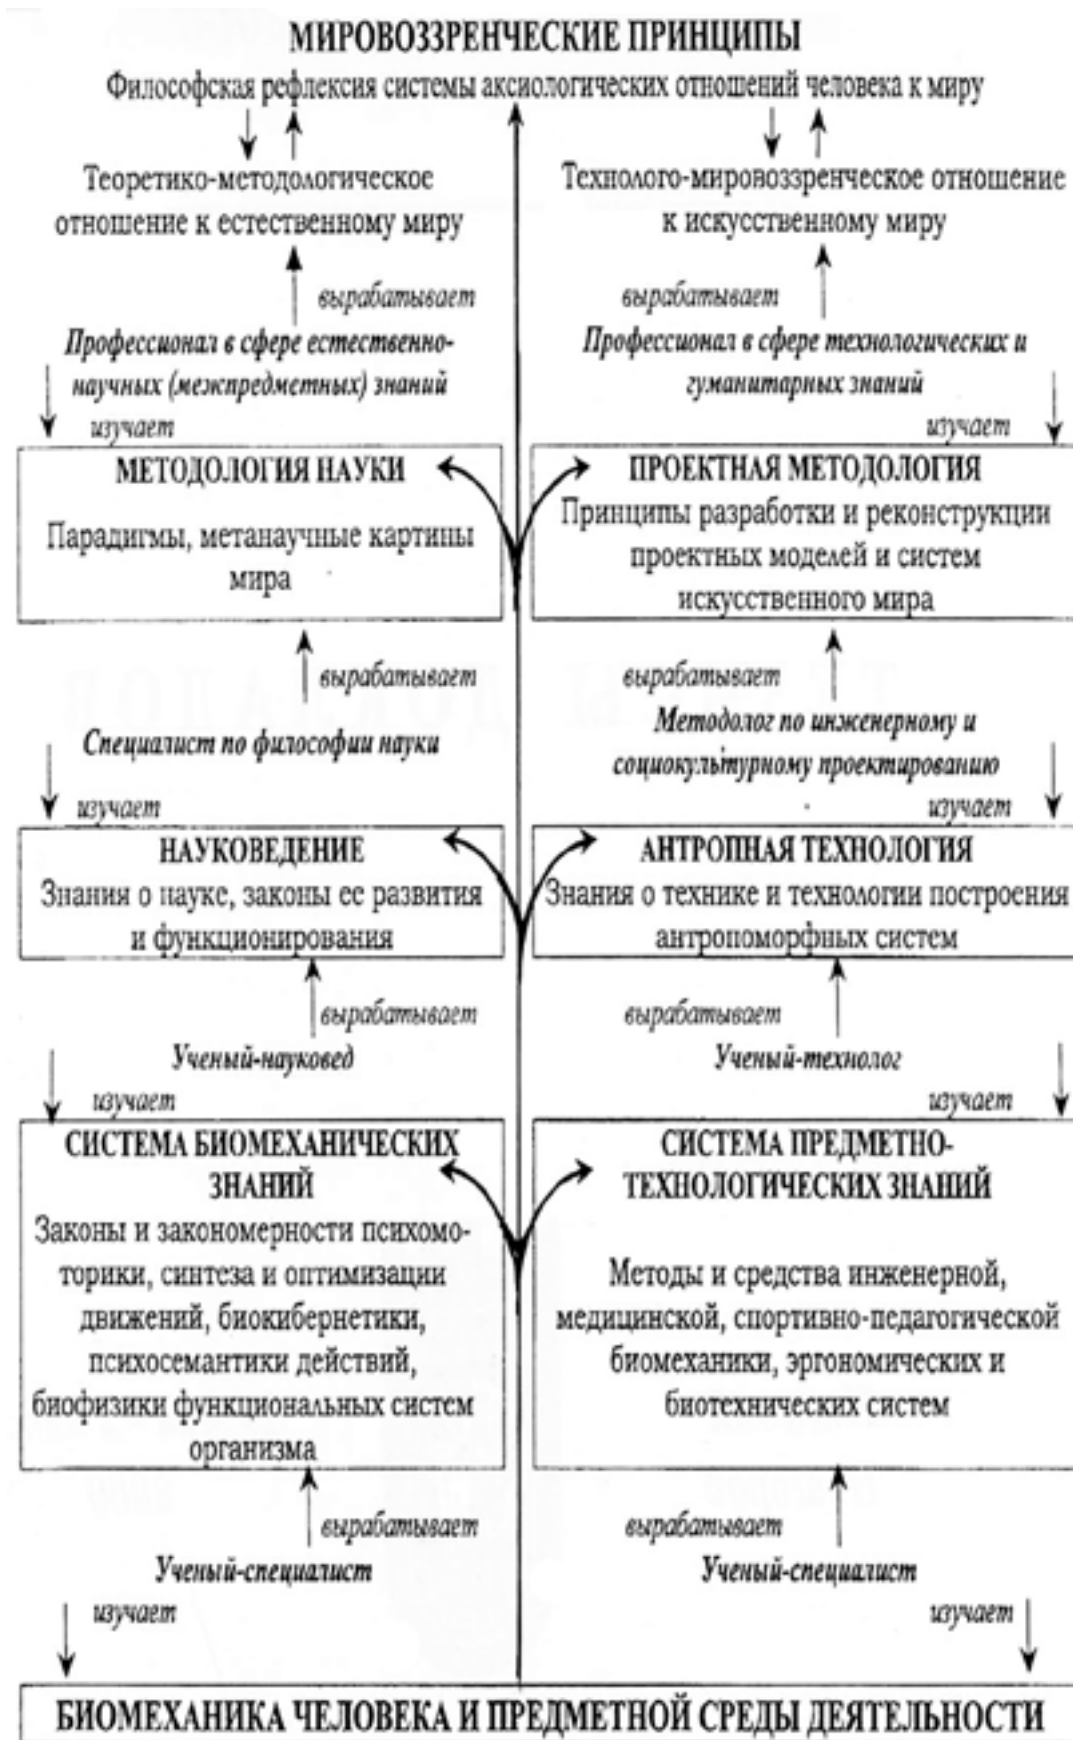 МИРОВОЗЗРЕНЧЕСКИЕ ПРИНЦИПЫ
Философская рефлексия системы аксиологических отношений человека к миру
Теоретико-методологическое
отношение к естественному миру
Технолого-мировоззренческое отношение
к искусственному миру
вырабатывает
вырабатывает
Профессионал в сфере естественно-
научных (межпредметных) знаний
Профессионал в сфере технологических и
гуманитарных знаний
изучает
изучает
МЕТОДОЛОГИЯ НАУКИ
Парадигмы, метанаучные картины
мира
ПРОЕКТНАЯ МЕТОДОЛОГИЯ
Принципы разработки и реконструкции
проектных моделей и систем
искусственного мира
вырабатывает
вырабатывает
Специалист по философии науки
Методолог по инженерному и
социокультурному проектированию
изучает
изучает
НАУКОВЕДЕНИЕ
Знания о науке, законы ее развития
и функционирования
АНТРОПНАЯ ТЕХНОЛОГИЯ
Знания о технике и технологии построения
антропоморфных систем
вырабатывает
вырабатывает
Ученый-науковед
Ученый-технолог
изучает
изучает
СИСТЕМА БИОМЕХАНИЧЕСКИХ
ЗНАНИЙ
Законы и закономерности психомо-
торики, синтеза и оптимизации
движений, биокибернетики,
психосемантики действий,
биофизики функциональных систем
организма
СИСТЕМА ПРЕДМЕТНО-
ТЕХНОЛОГИЧЕСКИХ ЗНАНИЙ
Методы и средства инженерной,
медицинской, спортивно-педагогической
биомеханики, эргономических и
биотехнических систем
вырабатывает
вырабатывает
Ученый-специалист
Ученый-специалист
изучает
изучает
БИОМЕХАНИКА ЧЕЛОВЕКА И ПРЕДМЕТНОЙ СРЕДЫ ДЕЯТЕЛЬНОСТИ